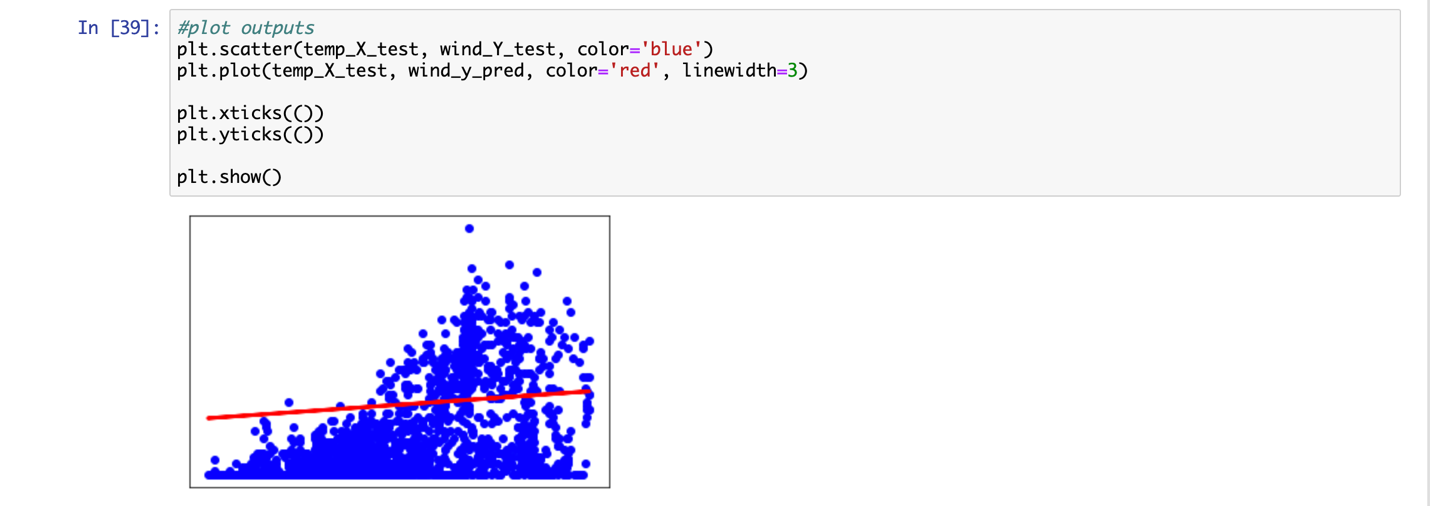 In [39]: #plot outputs
plt.scatter(temp_X_test, wind_Y_test, color='blue')
plt.plot(temp_X_test, wind_y_pred, color='red', linewidth=3)
plt.xticks(())
plt.yticks(())
plt.show()